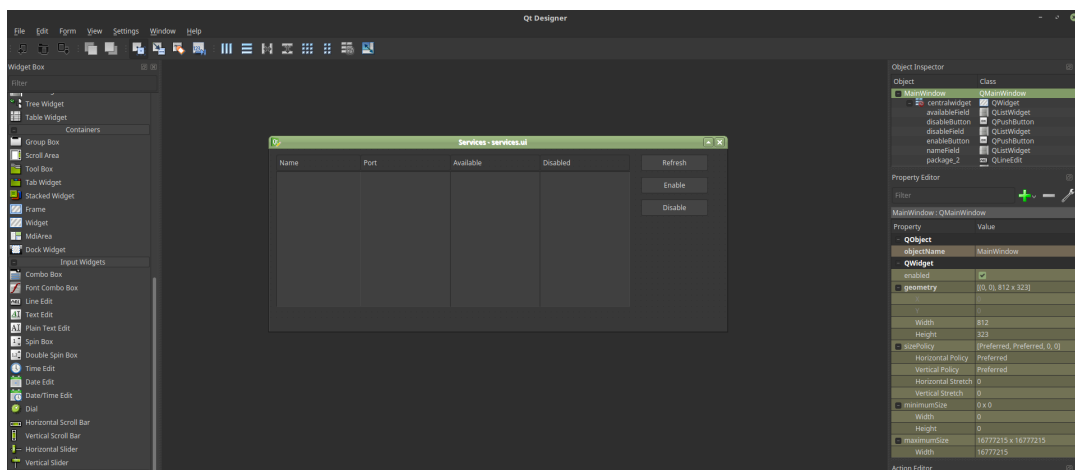 Qt Designer
File Edit Form View Settings Window Help
Widget Box
Filter
Tree Widget
Table Widget
Containers
Group Box
Scroll Area
Tool Box
Tab Widget
Stacked Widget
Frame
Widget
MdiArea
Dock Widget
Input Widgets
Combo Box
Font Combo Box
Line Edit
Text Edit
Plain Text Edit
Spin Box
Double Spin Box
Time Edit
Date Edit
Date/Time Edit
Dial
Horizontal Scroll Bar
Vertical Scroll Bar
Horizontal Slider
Vertical Slider
Services - services.ui
Name Port Available Disabled
Refresh
Enable
Disable
Object Inspector
Object Class
MainWindow QMainWindow
centralwidget QWidget
availableField QListWidget
disableButton QPushButton
disableField QListWidget
enableButton QPushButton
nameField QListWidget
package_2 QLineEdit
Property Editor
Filter
MainWindow : QMainWindow
Property Value
QObject
objectName MainWindow
QWidget
enabled
geometry [(0, 0), 812 x 323]
X 0
Y 0
Width 812
Height 323
sizePolicy [Preferred, Preferred, 0, 0]
Horizontal Policy Preferred
Vertical Policy Preferred
Horizontal Stretch 0
Vertical Stretch 0
minimumSize 0 x 0
Width 0
Height 0
maximumSize 16777215 x 16777215
Width 16777215
Action Editor